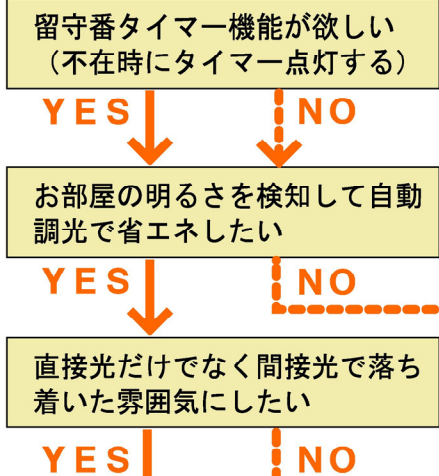 留守番タイマー機能が欲しい
（不在時にタイマー点灯する）
YES NO
お部屋の明るさを検知して自動
調光で省エネしたい
YES NO
直接光だけでなく間接光で落ち
着いた雰囲気にしたい
YES NO